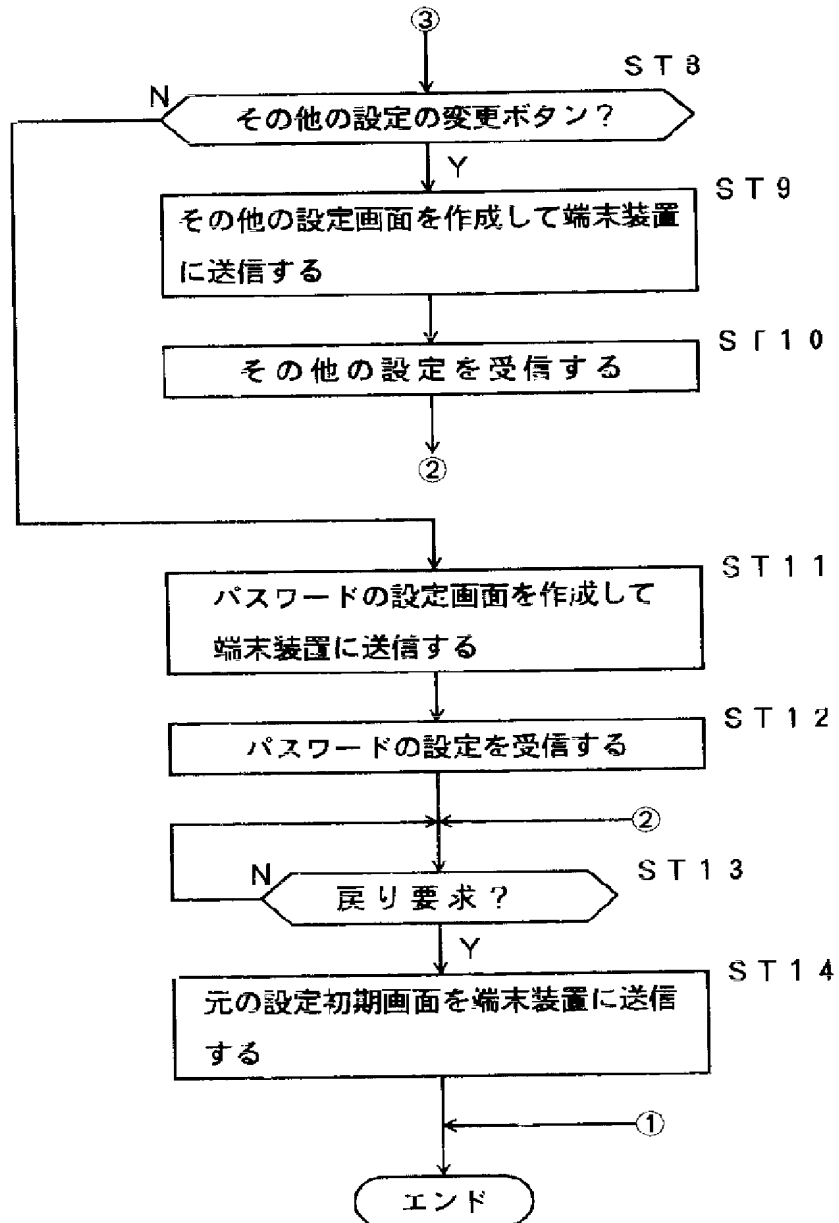 ③
ST8
N
その他の設定の変更ボタン？
Y
ST9
その他の設定画面を作成して端末装置
に送信する
ST10
その他の設定を受信する
②
ST11
パスワードの設定画面を作成して
端末装置に送信する
ST12
パスワードの設定を受信する
②
ST13
N
戻り要求？
Y
ST14
元の設定初期画面を端末装置に送信
する
①
エンド